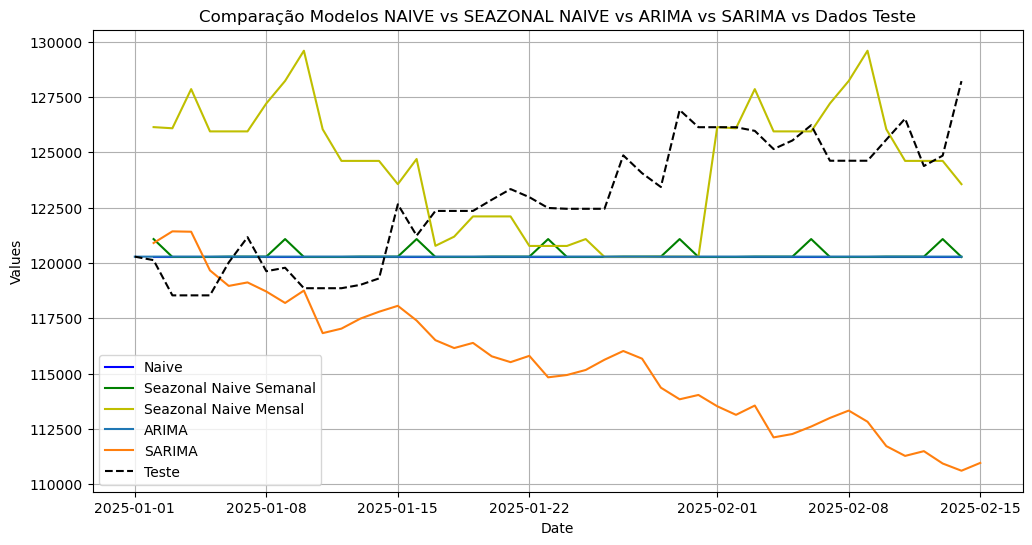 Comparação Modelos NAIVE vs SEAZONAL NAIVE vs ARIMA vs SARIMA vs Dados Teste
Values
130000
127500
125000
122500
120000
117500
115000
112500
110000
Naive
Seazonal Naive Semanal
Seazonal Naive Mensal
ARIMA
SARIMA
Teste
2025-01-01
2025-01-08
2025-01-15
2025-01-22
2025-02-01
2025-02-08
2025-02-15
Date